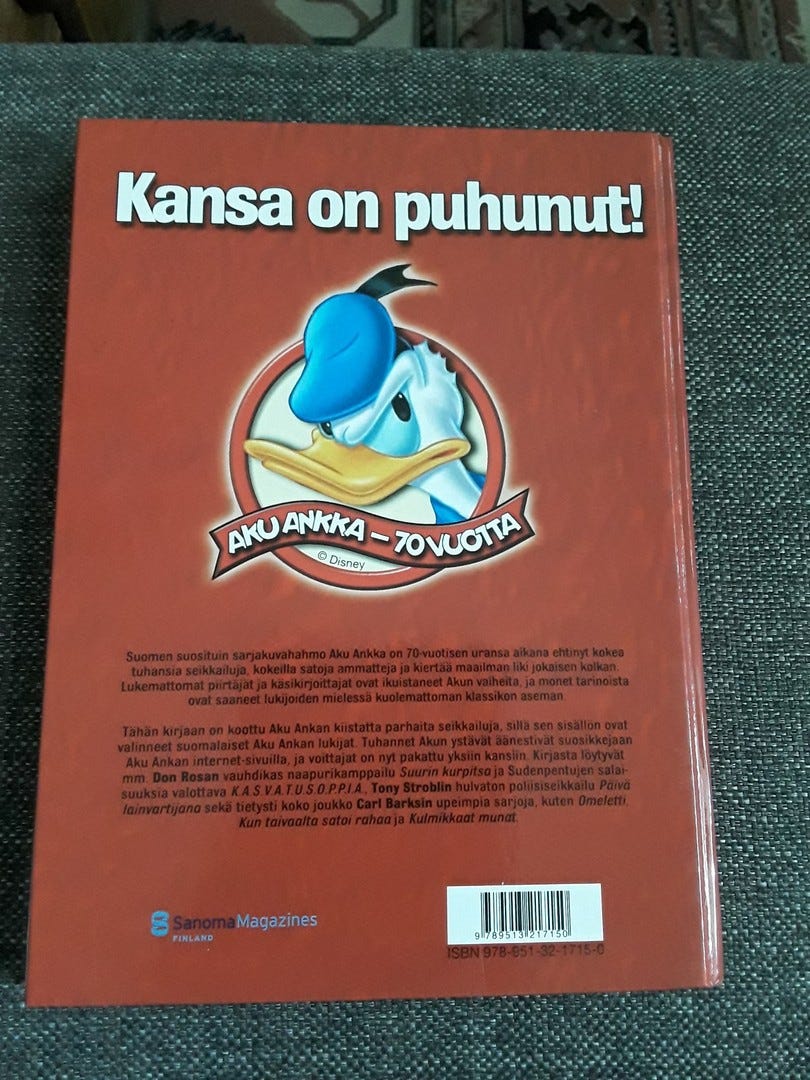 Kansa on puhunut!
AKU ANKKA – 70 VUOTTA
© Disney
Suomen suosituin sarjakuvahahmo Aku Ankka on 70-vuotisen uransa aikana ehtinyt kokea
tuhansia seikkailuja, kokeilla satoja ammatteja ja kiertää maailman liki jokaisen kolkan.
Lukemattomat piirtäjät ja käsikirjoittajat ovat ikuistaneet Akun vaiheita, ja monet tarinoista
ovat saaneet lukijoiden mielessä kuolemattoman klassikon aseman.
Tähän kirjaan on koottu Aku Ankan kiistatta parhaita seikkailuja, sillä sen sisällön ovat
valinneet suomalaiset Aku Ankan lukijat. Tuhannet Akun ystävät äänestivät suosikkejaan
Aku Ankan internet-sivuilla, ja voittajat on nyt pakattu yksiin kansiin. Kirjasta löytyvät
mm. Don Rosan vauhdikas naapurikamppailu Suurin kurpitsa ja Sudenpentujen salai-
suuksia valottava K.A.S.V.A.T.U.S.O.P.P.I.A., Tony Stroblin hulvaton poliisiseikkailu Päivä
lainvartijana sekä tietysti koko joukko Carl Barksin upeimpia sarjoja, kuten Omeletti,
Kun taivaalta satoi rahaa ja Kulmikkaat munat.
SanomaMagazines
FINLAND
9 789513 217150
ISBN 978-951-32-1715-0